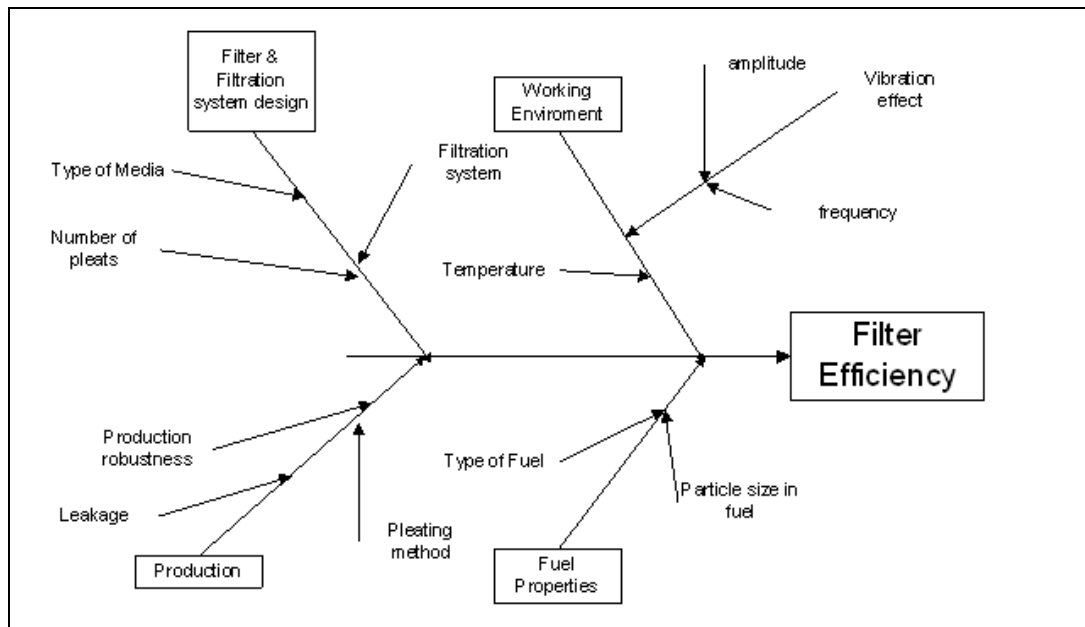 Filter &
Filtration
system design
Working
Enviroment
amplitude
Vibration
effect
Type of Media
Filtration
system
frequency
Number of
pleats
Temperature
Filter
Efficiency
Production
robustness
Type of Fuel
Particle size in
fuel
Leakage
Pleating
method
Production
Fuel
Properties